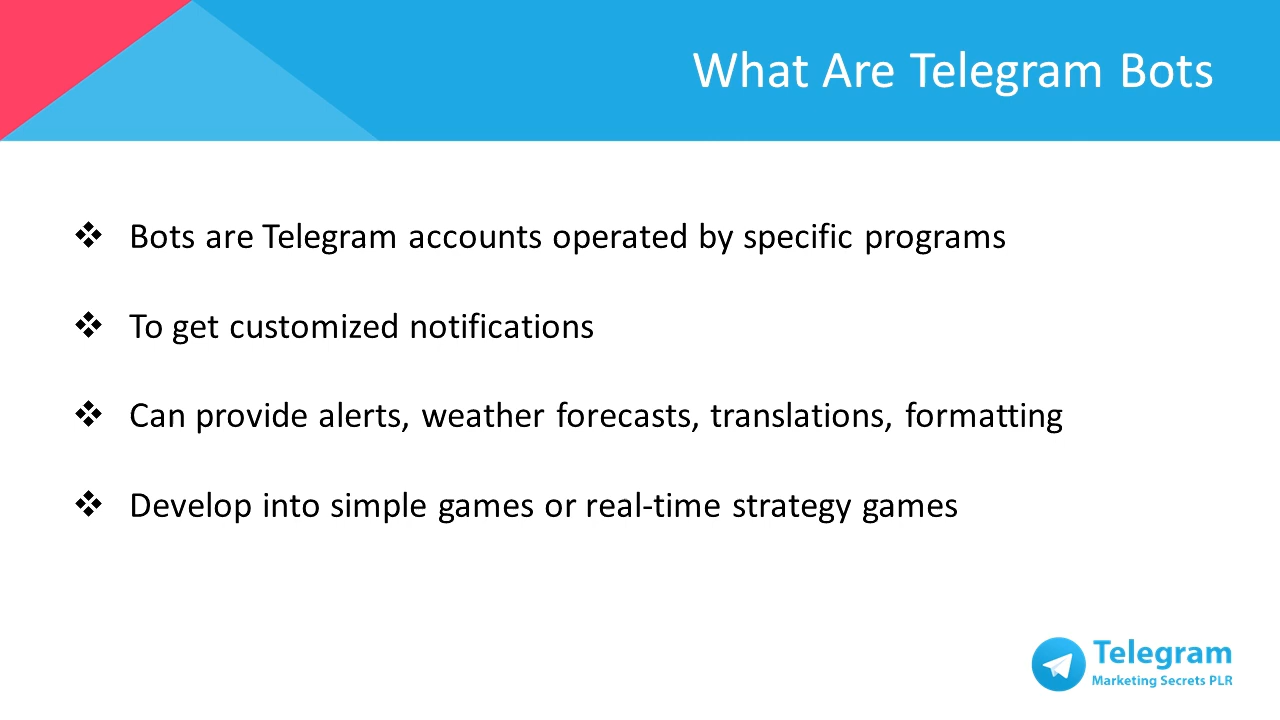 What Are Telegram Bots
❖ Bots are Telegram accounts operated by specific programs
❖ To get customized notifications
❖ Can provide alerts, weather forecasts, translations, formatting
❖ Develop into simple games or real-time strategy games
Telegram
Marketing Secrets PLR